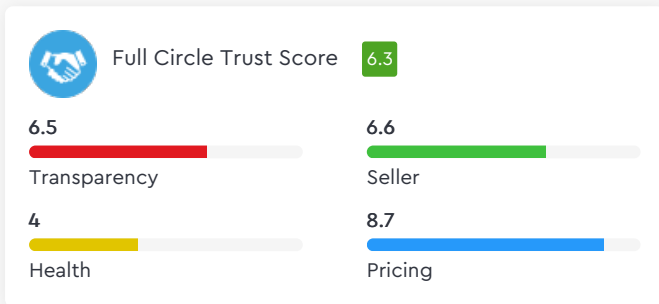 Full Circle Trust Score 6.3
6.5
Transparency
6.6
Seller
4
Health
8.7
Pricing